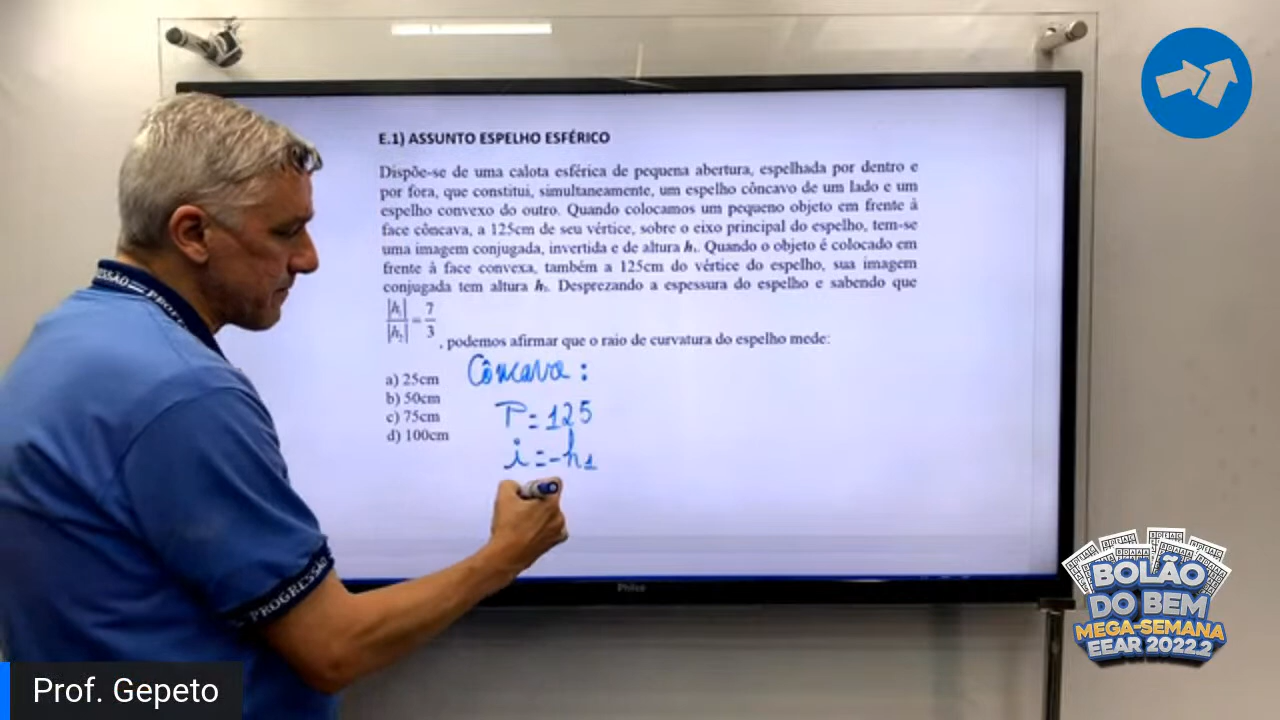 E.1) ASSUNTO ESPELHO ESFÉRICO
Dispõe-se de uma calota esférica de pequena abertura, espelhada por dentro e
por fora, que constitui, simultaneamente, um espelho côncavo de um lado e um
espelho convexo do outro. Quando colocamos um pequeno objeto em frente à
face côncava, a 125cm de seu vértice, sobre o eixo principal do espelho, tem-se
uma imagem conjugada, invertida e de altura h₁. Quando o objeto é colocado em
frente à face convexa, também a 125cm do vértice do espelho, sua imagem
conjugada tem altura h₂. Desprezando a espessura do espelho e sabendo que
|h₁|/|h₂| = 7/3, podemos afirmar que o raio de curvatura do espelho mede:
a) 25cm
b) 50cm
c) 75cm
d) 100cm
Côncava:
P=125
i=-h1
Philco
PROGRESSÃO
BOLÃO
DO BEM
MEGA-SEMANA
EEAR 2022.2
Prof. Gepeto